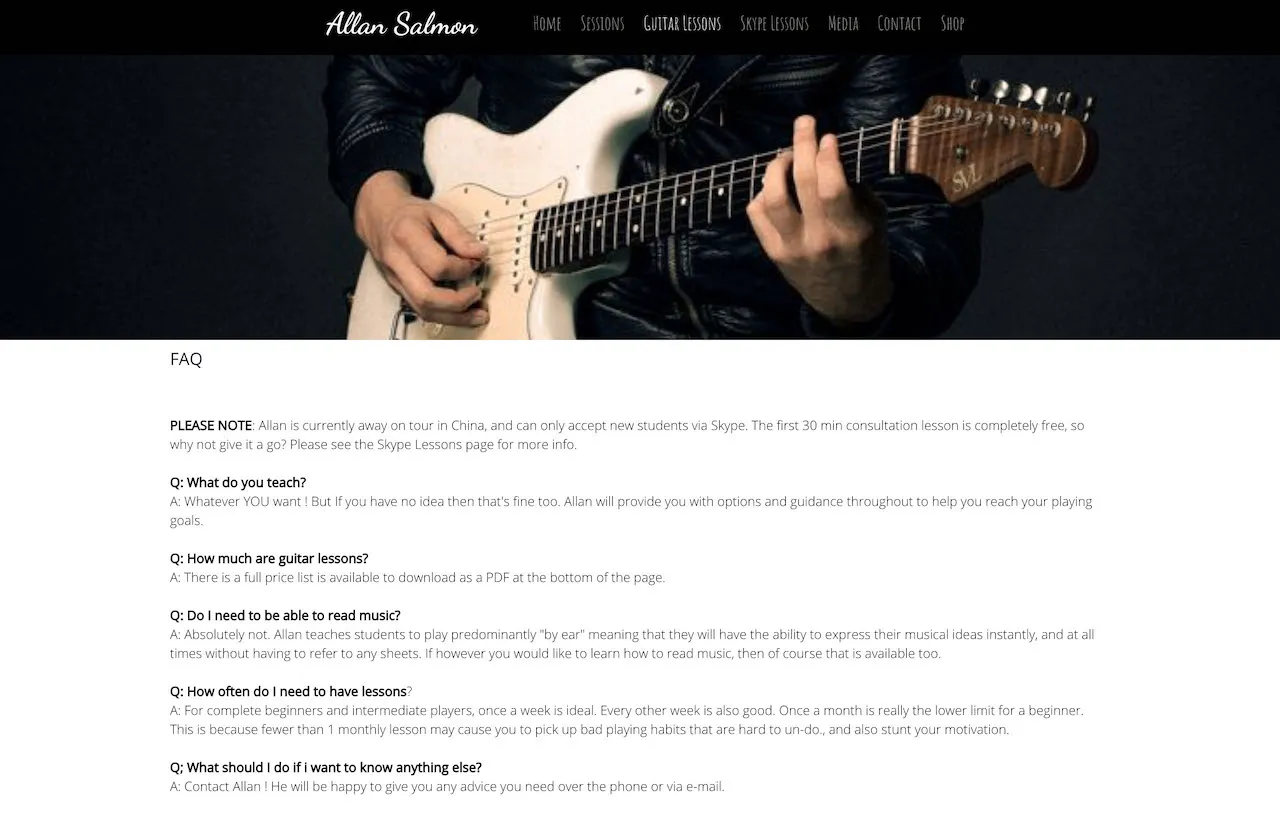 Allan Salmon
Home Sessions Guitar Lessons Skype Lessons Media Contact Shop
SVL
FAQ
PLEASE NOTE: Allan is currently away on tour in China, and can only accept new students via Skype. The first 30 min consultation lesson is completely free, so
why not give it a go? Please see the Skype Lessons page for more info.
Q: What do you teach?
A: Whatever YOU want ! But If you have no idea then that's fine too. Allan will provide you with options and guidance throughout to help you reach your playing
goals.
Q: How much are guitar lessons?
A: There is a full price list is available to download as a PDF at the bottom of the page.
Q: Do I need to be able to read music?
A: Absolutely not. Allan teaches students to play predominantly "by ear" meaning that they will have the ability to express their musical ideas instantly, and at all
times without having to refer to any sheets. If however you would like to learn how to read music, then of course that is available too.
Q: How often do I need to have lessons?
A: For complete beginners and intermediate players, once a week is ideal. Every other week is also good. Once a month is really the lower limit for a beginner.
This is because fewer than 1 monthly lesson may cause you to pick up bad playing habits that are hard to un-do., and also stunt your motivation.
Q; What should I do if i want to know anything else?
A: Contact Allan ! He will be happy to give you any advice you need over the phone or via e-mail.